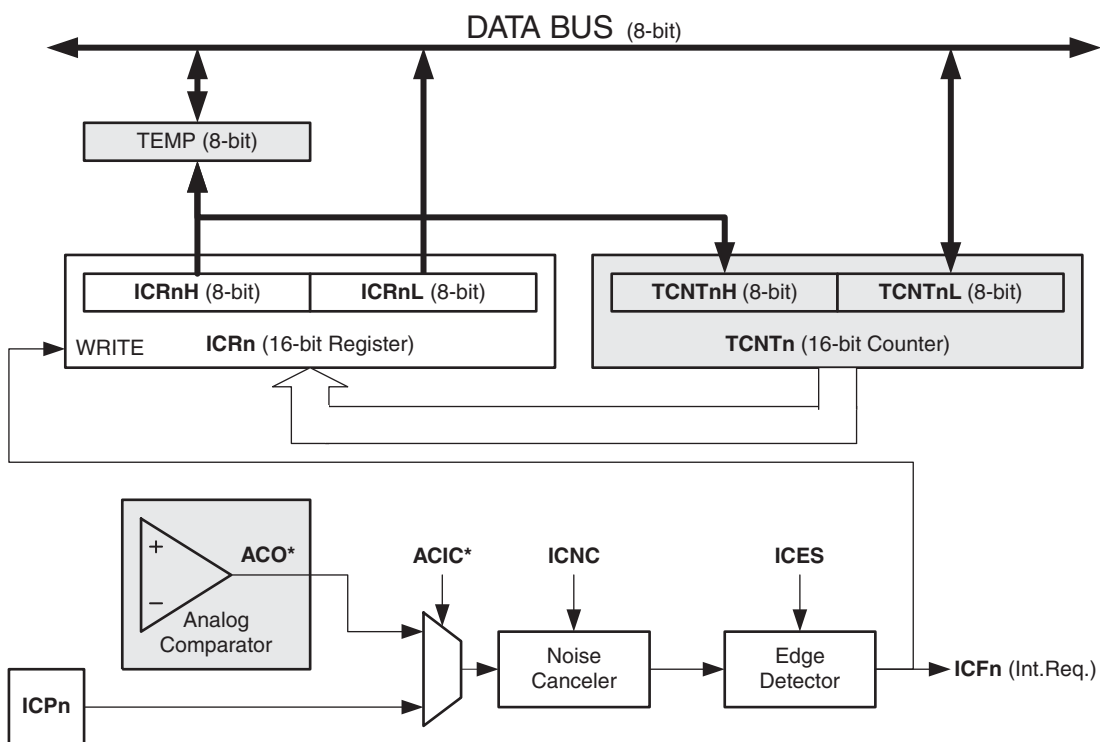 DATA BUS (8-bit)
TEMP (8-bit)
ICRnH (8-bit)
ICRnL (8-bit)
TCNTnH (8-bit)
TCNTnL (8-bit)
WRITE
ICRn (16-bit Register)
TCNTn (16-bit Counter)
+
−
ACO*
Analog
Comparator
ACIC*
ICNC
ICES
Noise
Canceler
Edge
Detector
ICFn (Int.Req.)
ICPn